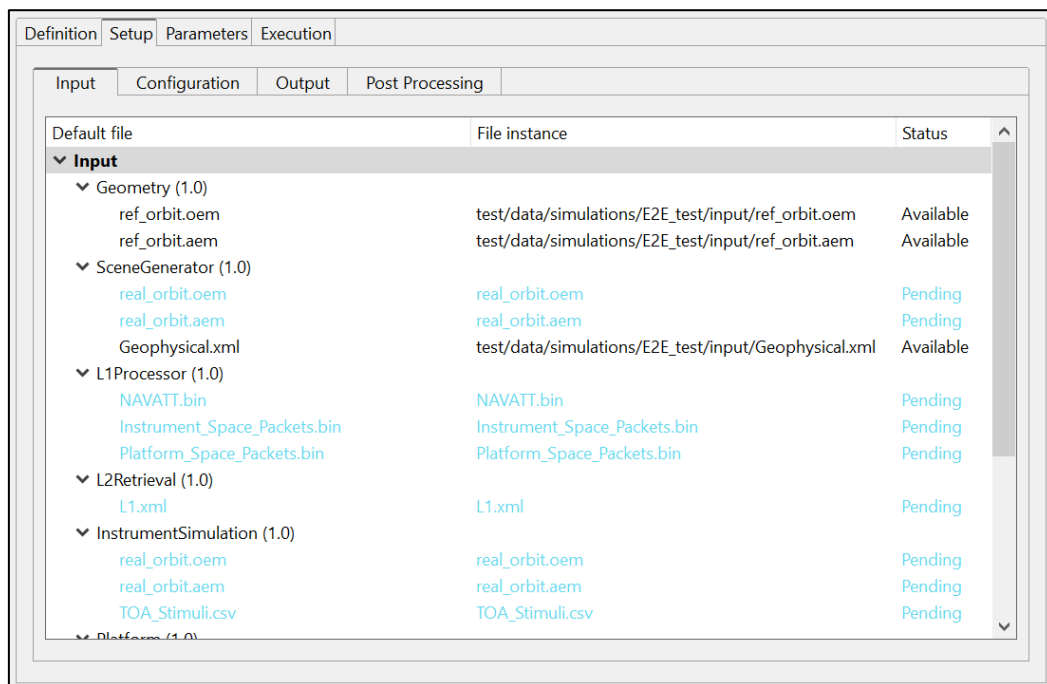 Definition Setup Parameters Execution
Input Configuration Output Post Processing
Default file File instance Status
Input
Geometry (1.0)
ref_orbit.oem test/data/simulations/E2E_test/input/ref_orbit.oem Available
ref_orbit.aem test/data/simulations/E2E_test/input/ref_orbit.aem Available
SceneGenerator (1.0)
real_orbit.oem real_orbit.oem Pending
real_orbit.aem real_orbit.aem Pending
Geophysical.xml test/data/simulations/E2E_test/input/Geophysical.xml Available
L1Processor (1.0)
NAVATT.bin NAVATT.bin Pending
Instrument_Space_Packets.bin Instrument_Space_Packets.bin Pending
Platform_Space_Packets.bin Platform_Space_Packets.bin Pending
L2Retrieval (1.0)
L1.xml L1.xml Pending
InstrumentSimulation (1.0)
real_orbit.oem real_orbit.oem Pending
real_orbit.aem real_orbit.aem Pending
TOA_Stimuli.csv TOA_Stimuli.csv Pending
Platform (1.0)